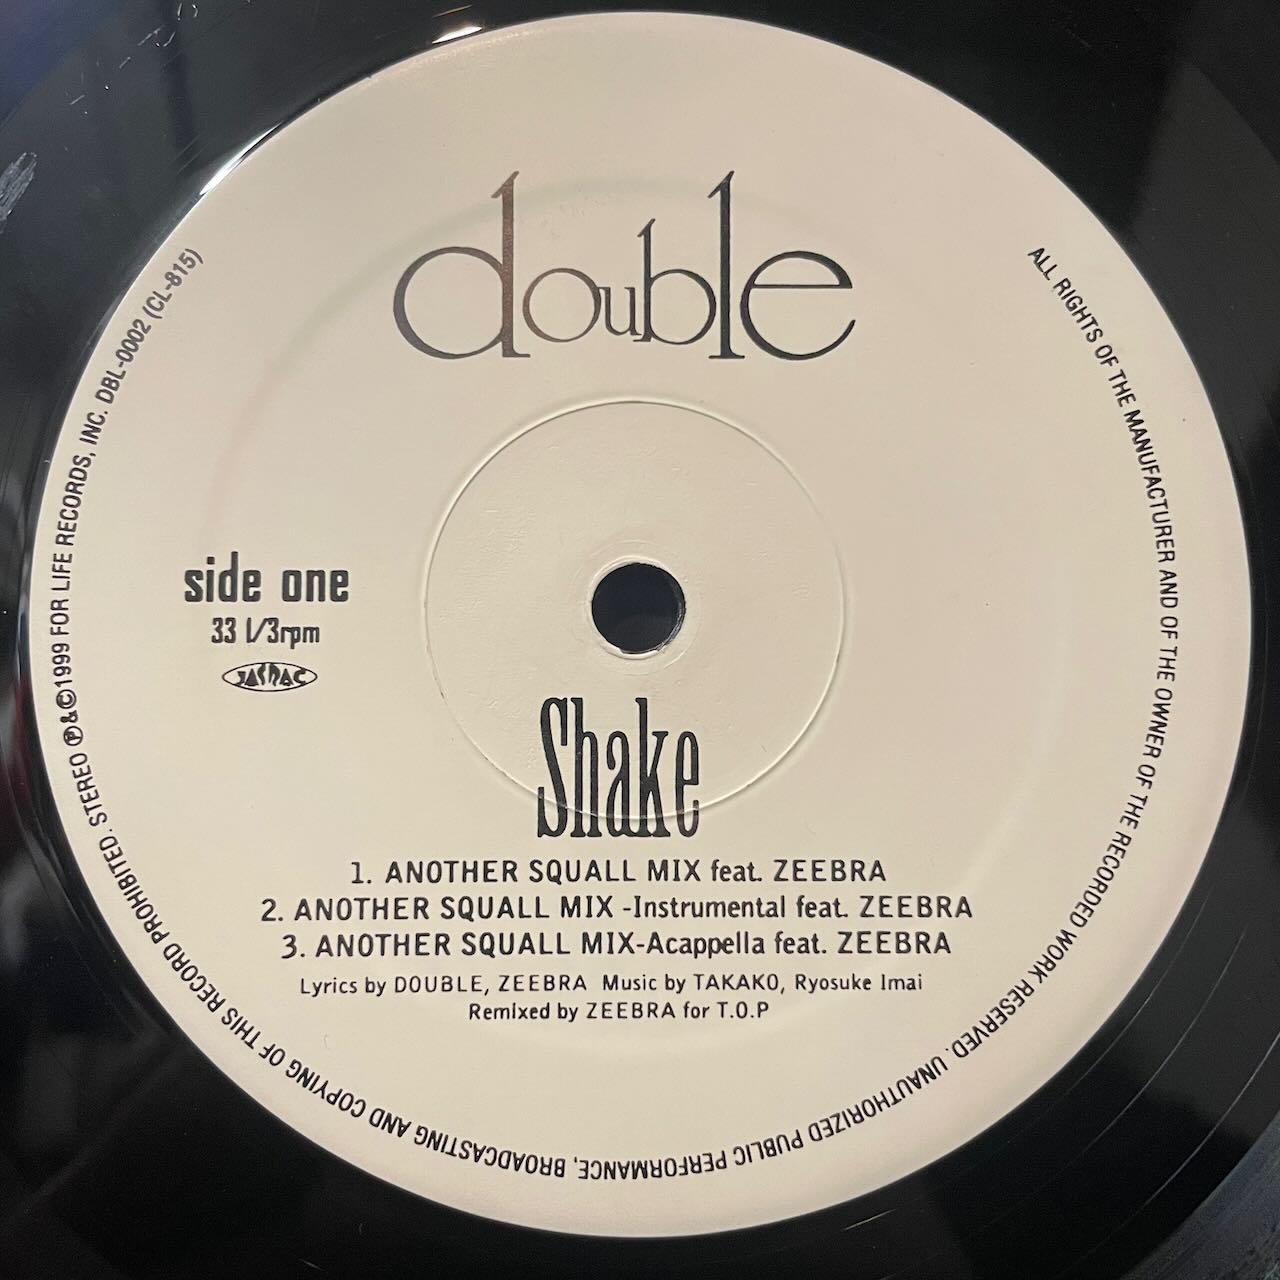 double
side one
33 1/3rpm
JASRAC
Shake
1. ANOTHER SQUALL MIX feat. ZEEBRA
2. ANOTHER SQUALL MIX -Instrumental feat. ZEEBRA
3. ANOTHER SQUALL MIX-Acappella feat. ZEEBRA
Lyrics by DOUBLE, ZEEBRA Music by TAKAKO, Ryosuke Imai
Remixed by ZEEBRA for T.O.P
ALL RIGHTS OF THE MANUFACTURER AND OF THE OWNER OF THE RECORDED WORK RESERVED. UNAUTHORIZED PUBLIC PERFORMANCE, BROADCASTING AND COPYING OF THIS RECORD PROHIBITED. STEREO ℗&©1999 FOR LIFE RECORDS, INC. DBL-0002 (CL-815)